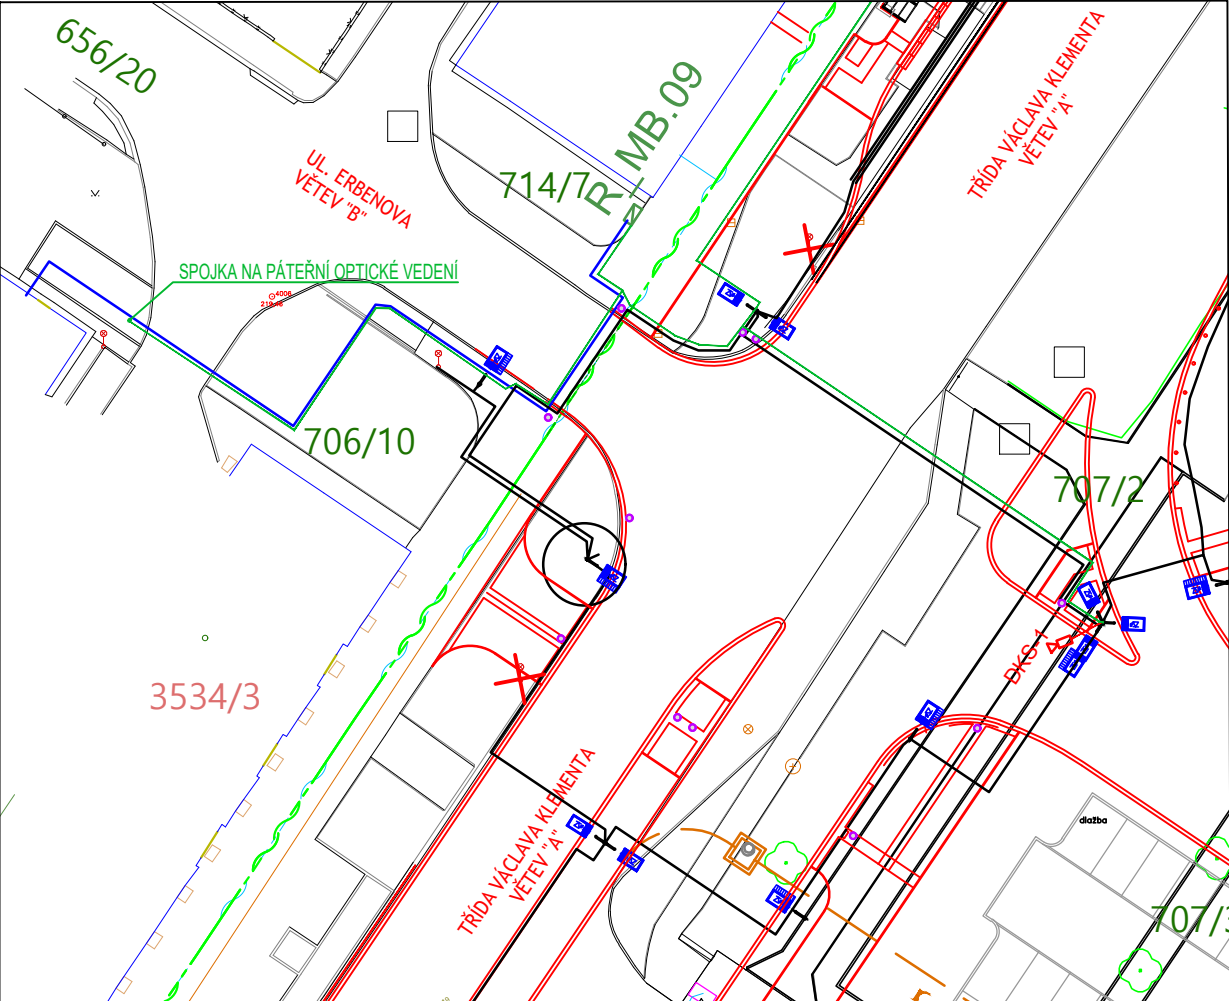 656/20
R_MB.09
TŘÍDA VÁCLAVA KLEMENTA
VĚTEV "A"
UL. ERBENOVA
VĚTEV "B"
714/7
SPOJKA NA PÁTEŘNÍ OPTICKÉ VEDENÍ
4006
706/10
707/2
3534/3
DKS-1
TŘÍDA VÁCLAVA KLEMENTA
VĚTEV "A"
dlažba